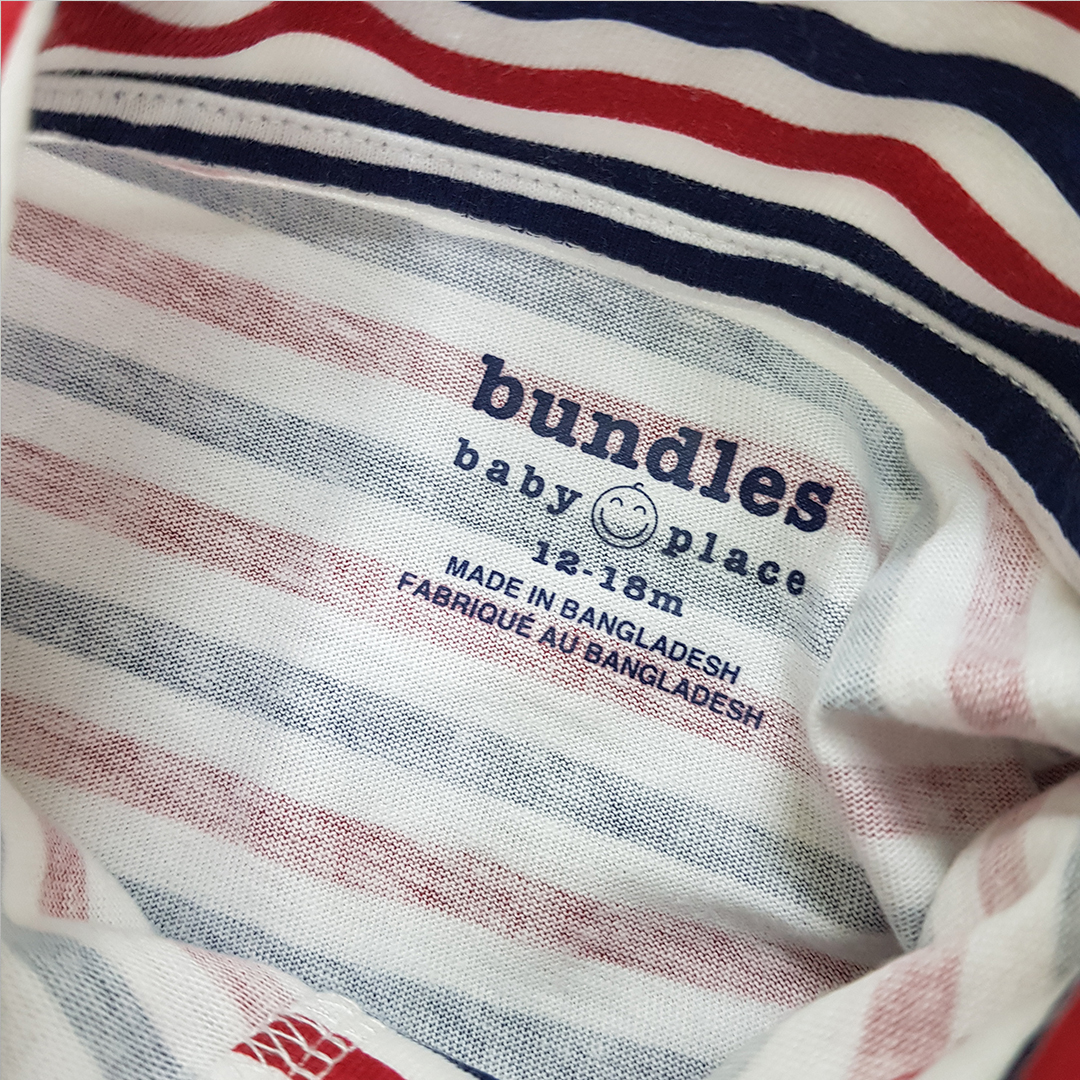 bundles
baby place
12-18m
MADE IN BANGLADESH
FABRIQUÉ AU BANGLADESH